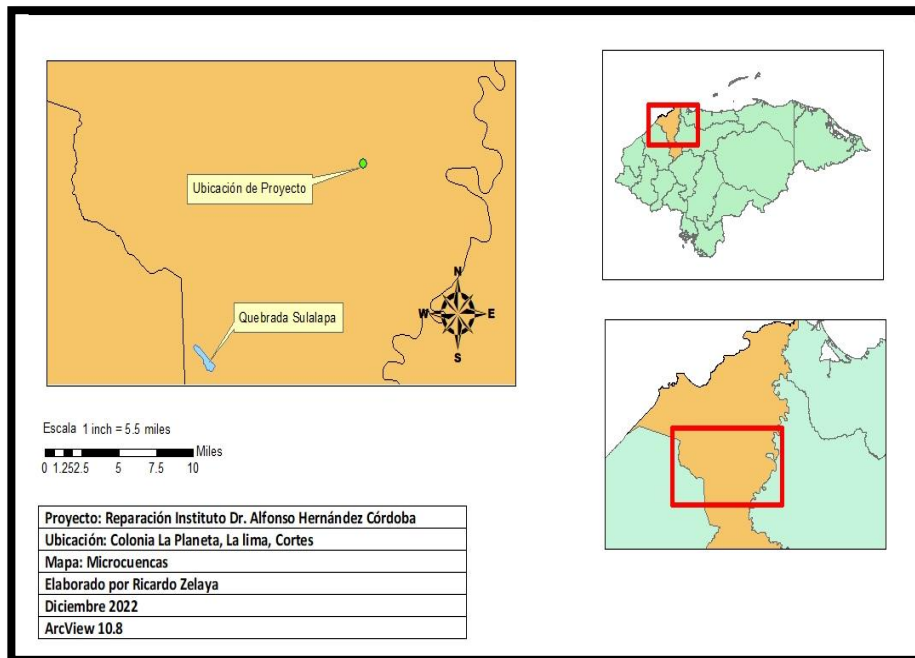 Ubicación de Proyecto
Quebrada Sulalapa
N
W E
S
Escala 1 inch = 5.5 miles
Miles
0 1.252.5 5 7.5 10
Proyecto: Reparación Instituto Dr. Alfonso Hernández Córdoba
Ubicación: Colonia La Planeta, La lima, Cortes
Mapa: Microcuencas
Elaborado por Ricardo Zelaya
Diciembre 2022
ArcView 10.8